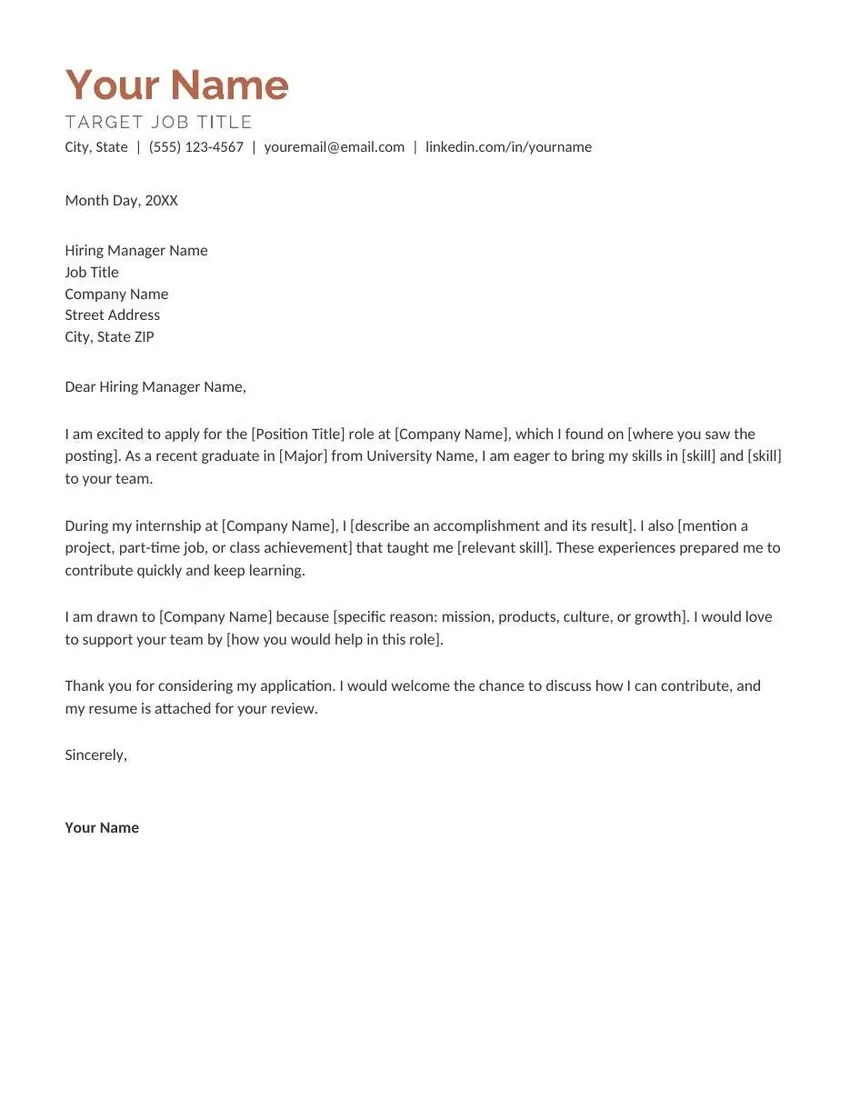 Your Name
TARGET JOB TITLE
City, State | (555) 123-4567 | youremail@email.com | linkedin.com/in/yourname
Month Day, 20XX
Hiring Manager Name
Job Title
Company Name
Street Address
City, State ZIP
Dear Hiring Manager Name,
I am excited to apply for the [Position Title] role at [Company Name], which I found on [where you saw the
posting]. As a recent graduate in [Major] from University Name, I am eager to bring my skills in [skill] and [skill]
to your team.
During my internship at [Company Name], I [describe an accomplishment and its result]. I also [mention a
project, part-time job, or class achievement] that taught me [relevant skill]. These experiences prepared me to
contribute quickly and keep learning.
I am drawn to [Company Name] because [specific reason: mission, products, culture, or growth]. I would love
to support your team by [how you would help in this role].
Thank you for considering my application. I would welcome the chance to discuss how I can contribute, and
my resume is attached for your review.
Sincerely,
Your Name